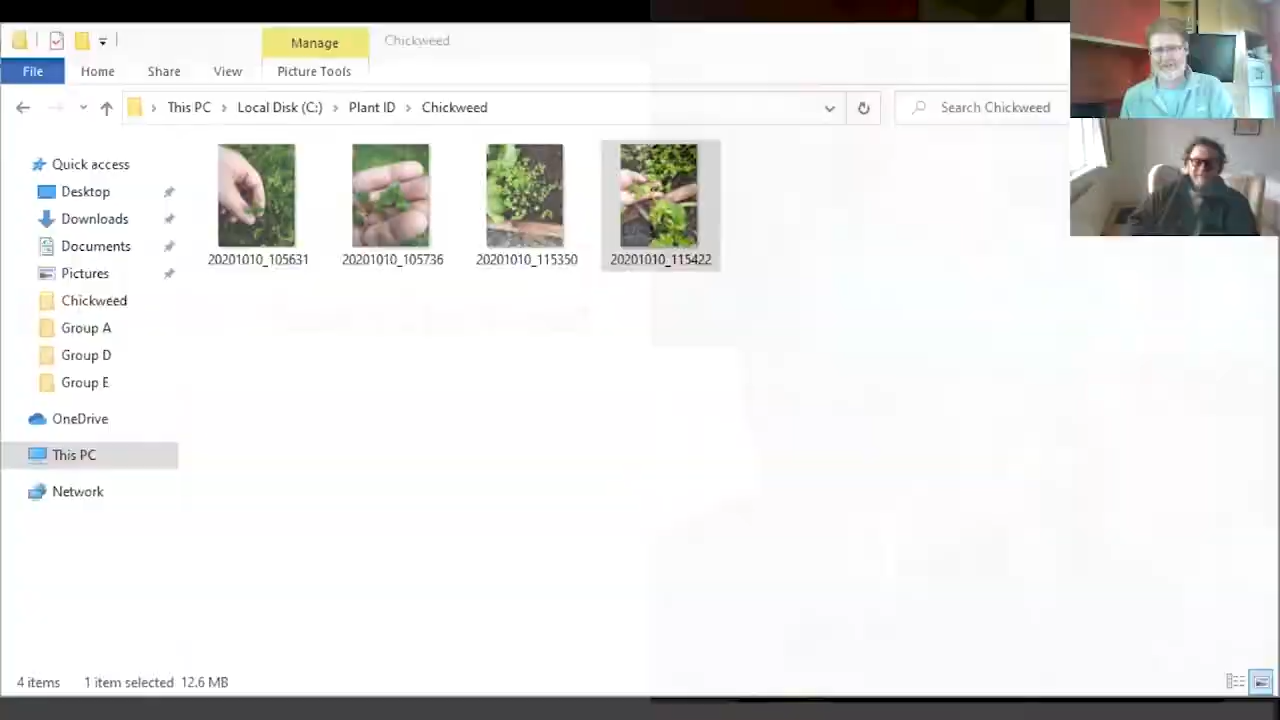 Manage
Chickweed
File
Home
Share
View
Picture Tools
This PC
Local Disk (C:)
Plant ID
Chickweed
Search Chickweed
Quick access
Desktop
Downloads
Documents
Pictures
Chickweed
Group A
Group D
Group E
OneDrive
This PC
Network
20201010_105631
20201010_105736
20201010_115350
20201010_115422
4 items
1 item selected 12.6 MB